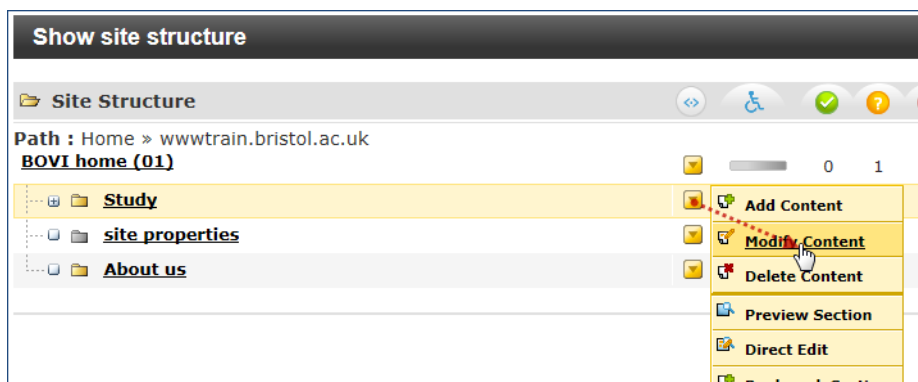 Show site structure
Site Structure
Path : Home » wwwtrain.bristol.ac.uk
BOVI home (01) 0 1
Study
Add Content
site properties
Modify Content
About us
Delete Content
Preview Section
Direct Edit